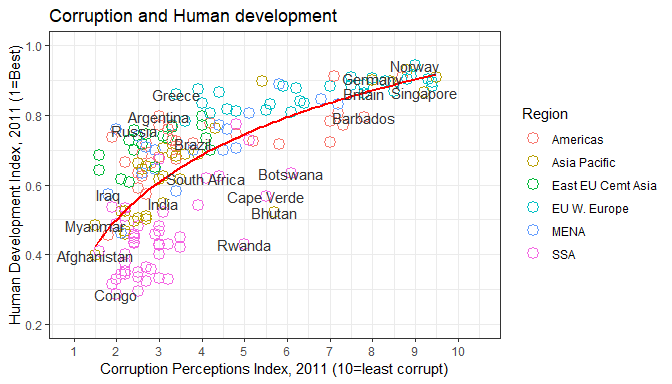 Corruption and Human development
Human Development Index, 2011 (1=Best)
1.0
0.8
0.6
0.4
0.2
Norway
Germany
Greece
Britain
Singapore
Argentina
Barbados
Russia
Brazil
Botswana
South Africa
Iraq
Cape Verde
India
Bhutan
Myanmar
Rwanda
Afghanistan
Congo
1 2 3 4 5 6 7 8 9 10
Corruption Perceptions Index, 2011 (10=least corrupt)
Region
Americas
Asia Pacific
East EU Cemt Asia
EU W. Europe
MENA
SSA